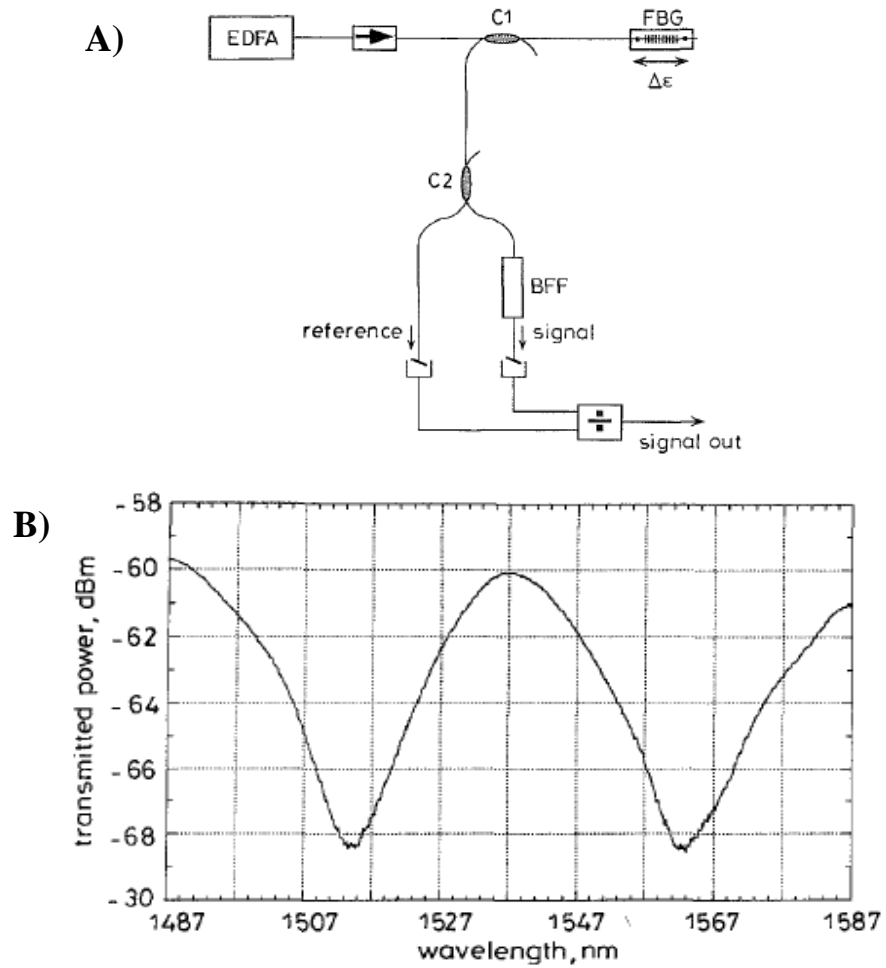 A)
EDFA
C1
FBG
Δε
C2
BFF
reference
signal
÷
signal out
B)
transmitted power, dBm
-58
-60
-62
-64
-66
-68
-30
1487 1507 1527 1547 1567 1587
wavelength, nm